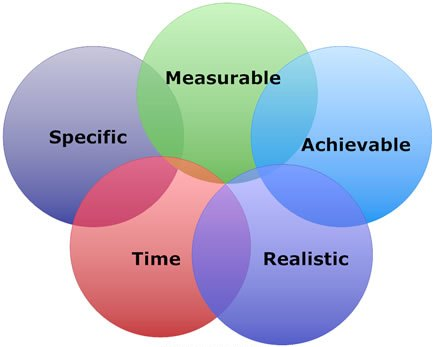 Measurable
Specific
Achievable
Time
Realistic